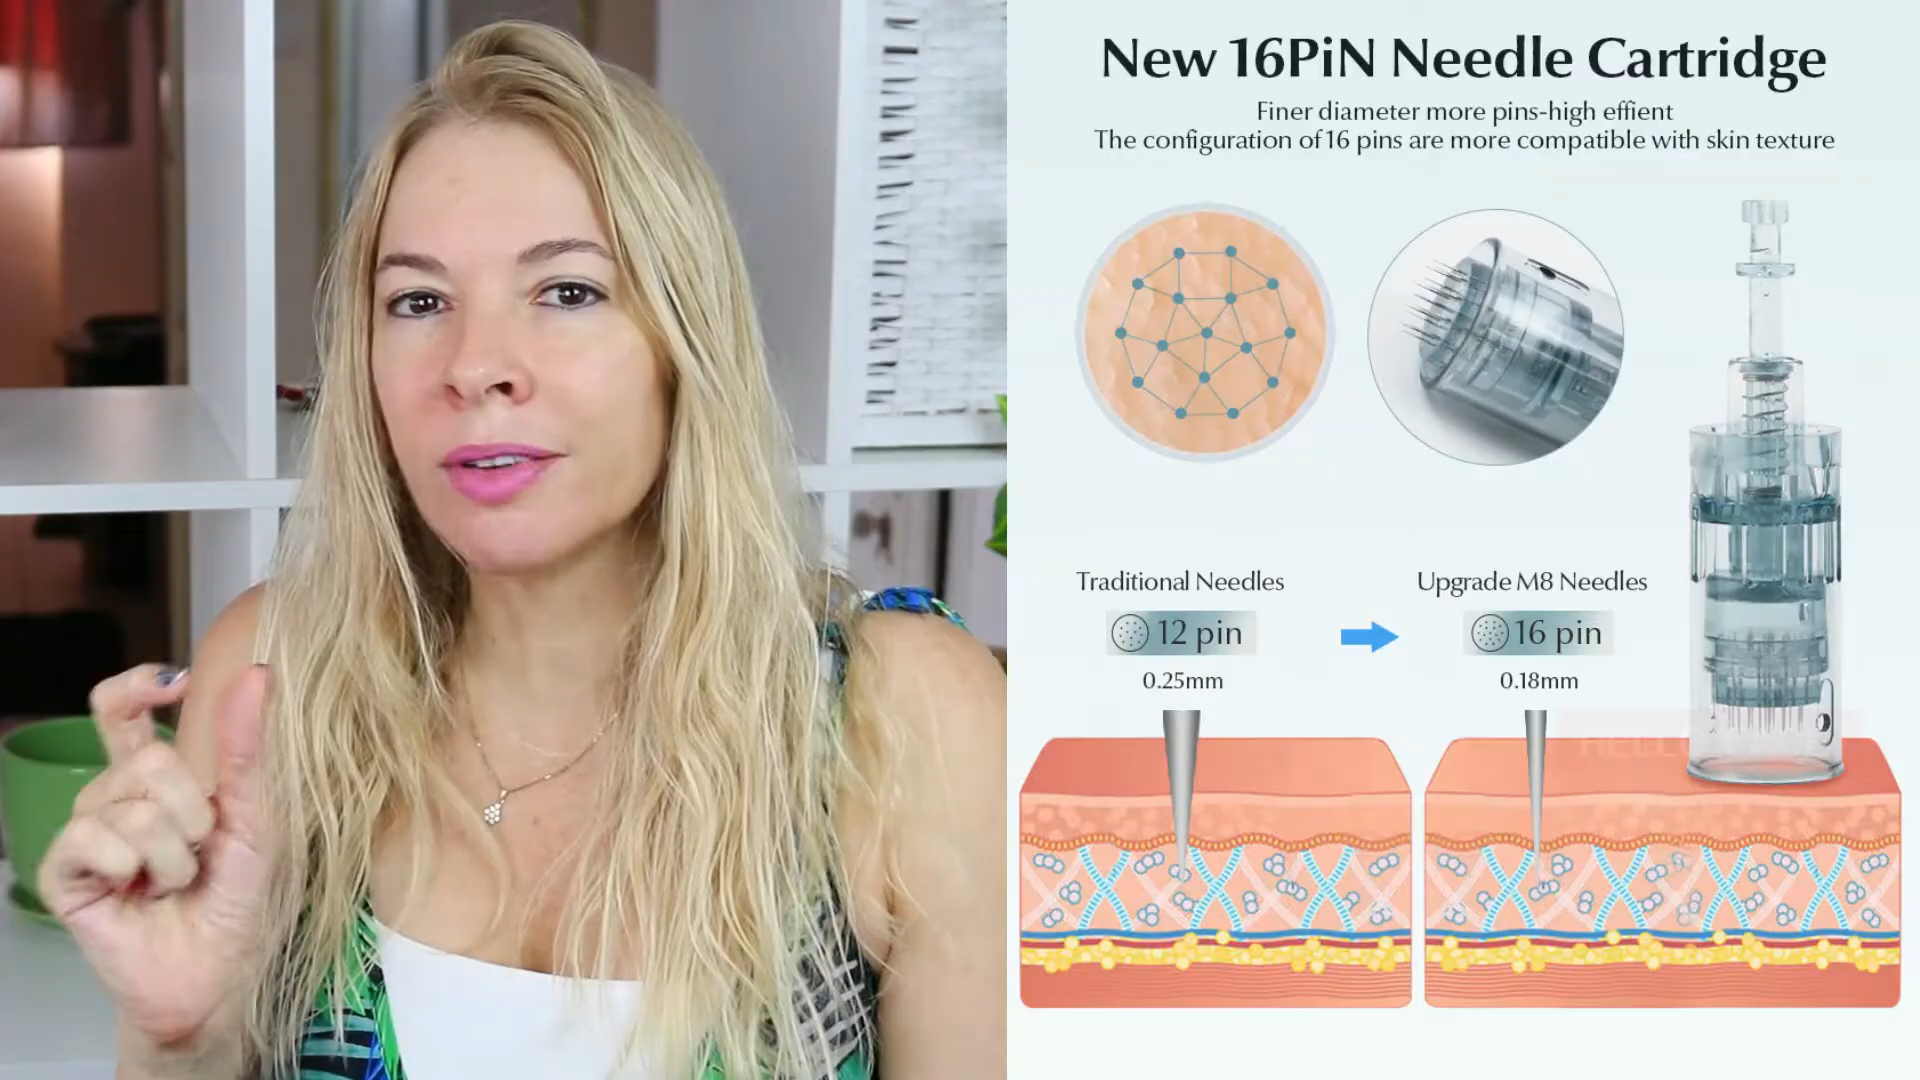 New 16PiN Needle Cartridge
Finer diameter more pins-high effient
The configuration of 16 pins are more compatible with skin texture
Traditional Needles
Upgrade M8 Needles
12 pin
16 pin
0.25mm
0.18mm